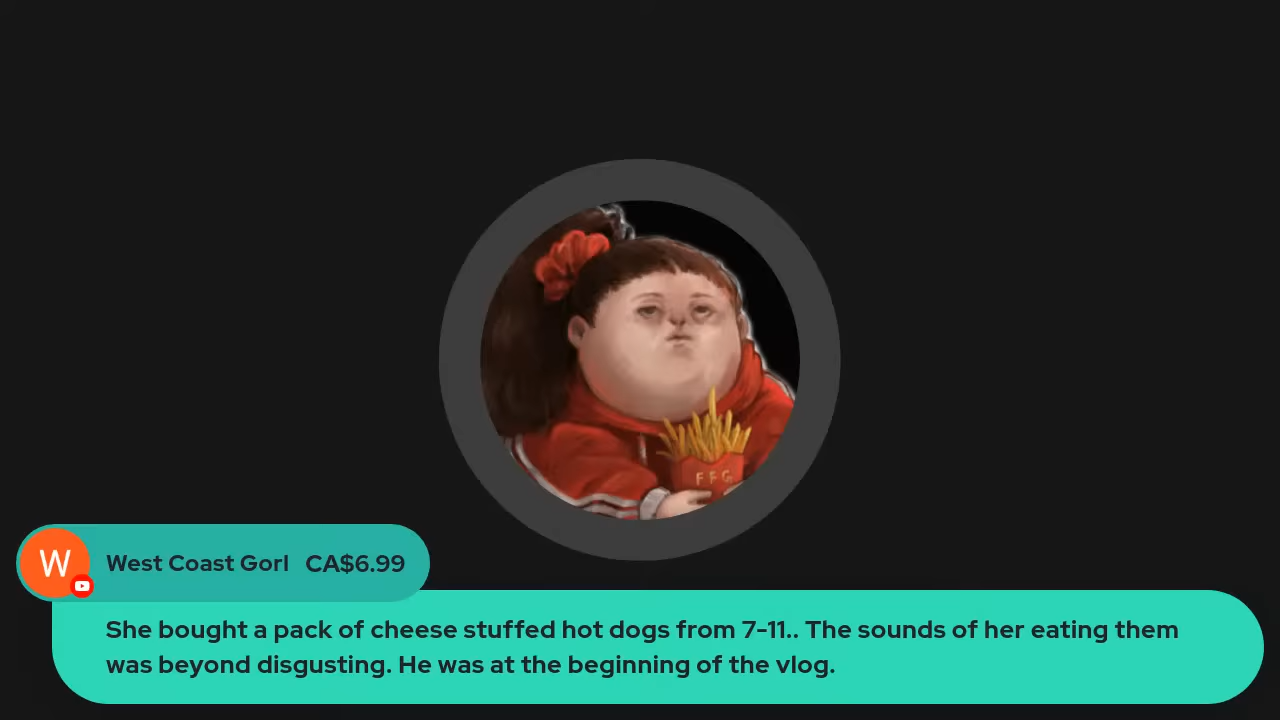 FFG
W
West Coast Gorl CA$6.99
She bought a pack of cheese stuffed hot dogs from 7-11.. The sounds of her eating them
was beyond disgusting. He was at the beginning of the vlog.